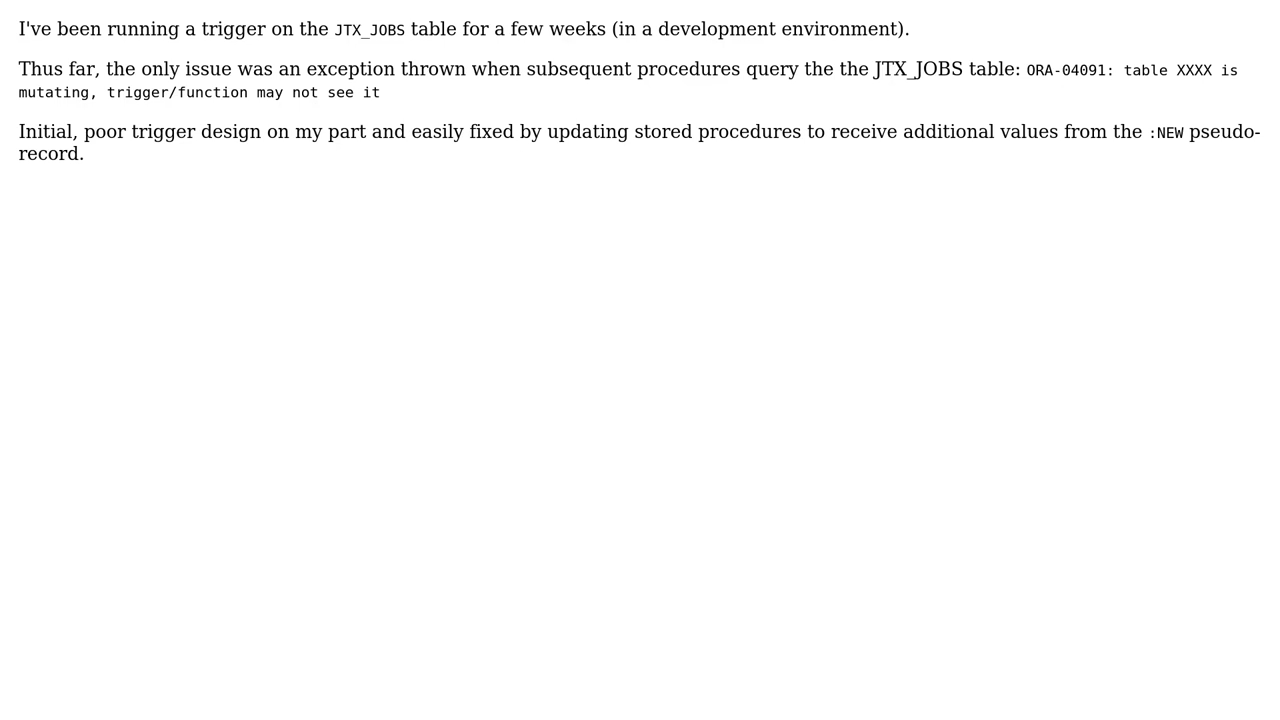 I've been running a trigger on the JTX_JOBS table for a few weeks (in a development environment).
Thus far, the only issue was an exception thrown when subsequent procedures query the the JTX_JOBS table: ORA-04091: table XXXX is
mutating, trigger/function may not see it
Initial, poor trigger design on my part and easily fixed by updating stored procedures to receive additional values from the :NEW pseudo-
record.